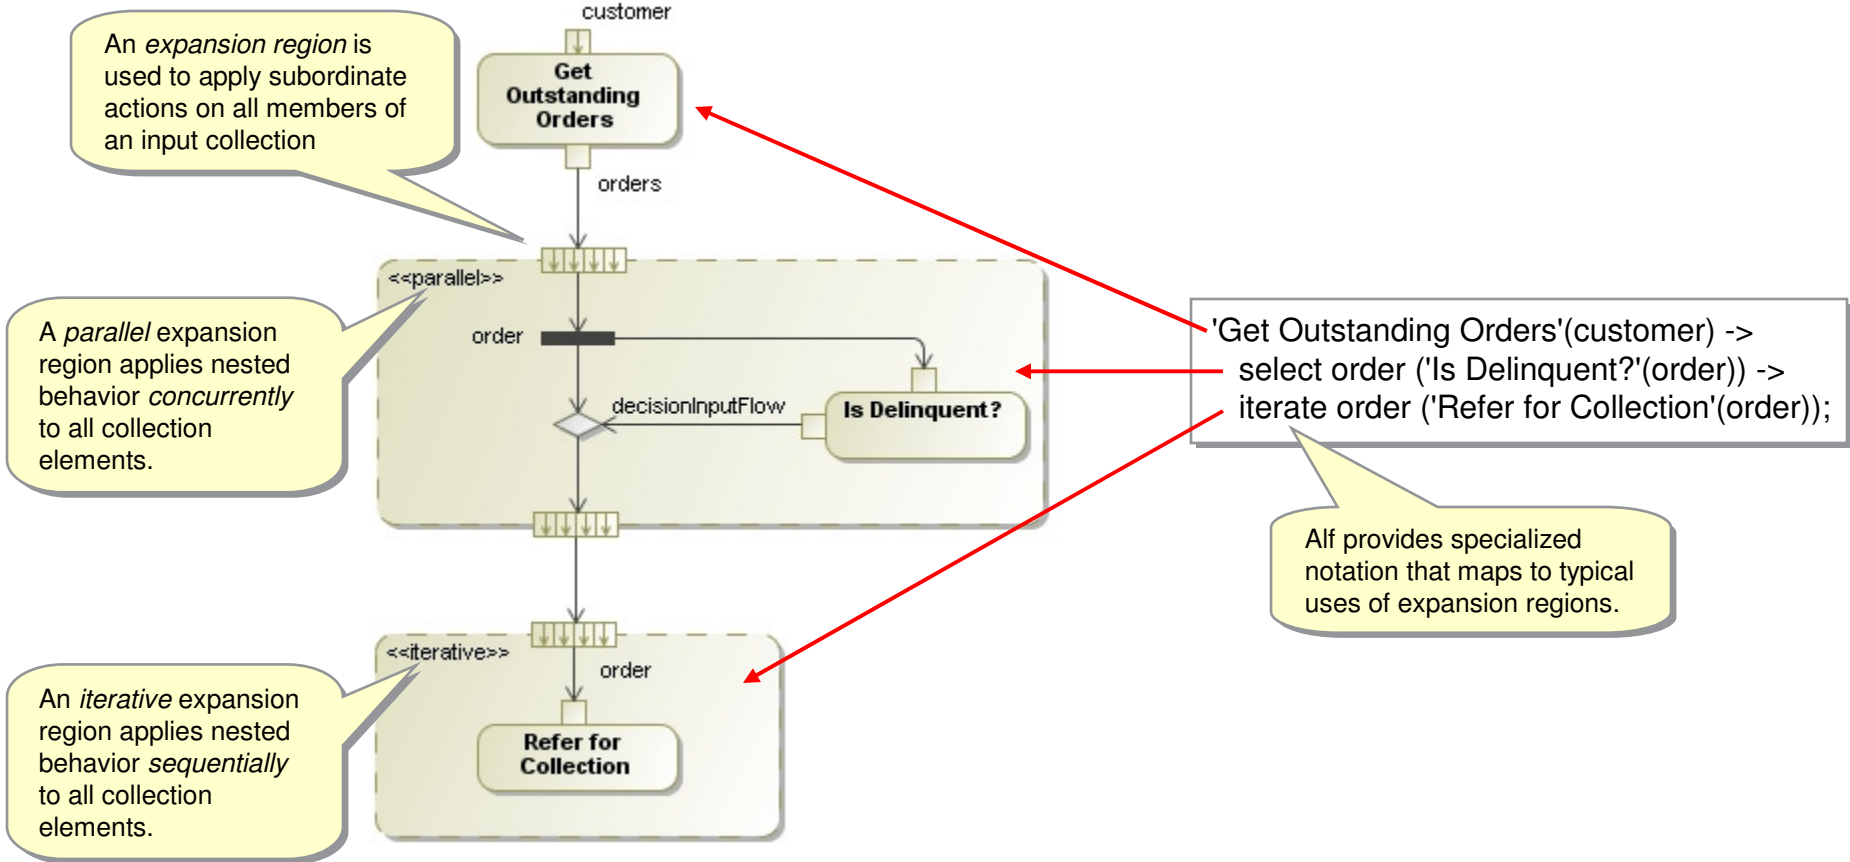 customer
An expansion region is
used to apply subordinate
actions on all members of
an input collection
Get
Outstanding
Orders
orders
<<parallel>>
A parallel expansion
region applies nested
behavior concurrently
to all collection
elements.
order
decisionInputFlow
Is Delinquent?
'Get Outstanding Orders'(customer) ->
select order ('Is Delinquent?'(order)) ->
iterate order ('Refer for Collection'(order));
Alf provides specialized
notation that maps to typical
uses of expansion regions.
<<iterative>>
order
An iterative expansion
region applies nested
behavior sequentially
to all collection
elements.
Refer for
Collection